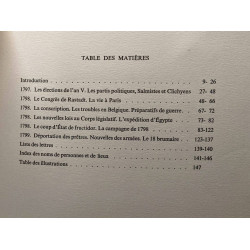 TABLE DES MATIÈRES
Introduction 9- 26
1797. Les élections de l'an V- Les partis politiques, Salmistes et Clichyens 27- 48
1798. Le Congrès de Rastadt. La vie à Paris 48- 66
1798. La conscription. Les troubles en Belgique. Préparatifs de guerre 67- 72
1798. Les nouvelles lois au Corps législatif. L'expédition d'Égypte 73- 82
1798. Le coup d'État de fructidor. La campagne de 1798 83-122
1799. Déportation des prêtres. Nouvelles des armées. Le 18 brumaire 123-137
Liste des lettres 139-140
Index des noms de personnes et de lieux 141-146
Table des illustrations 147